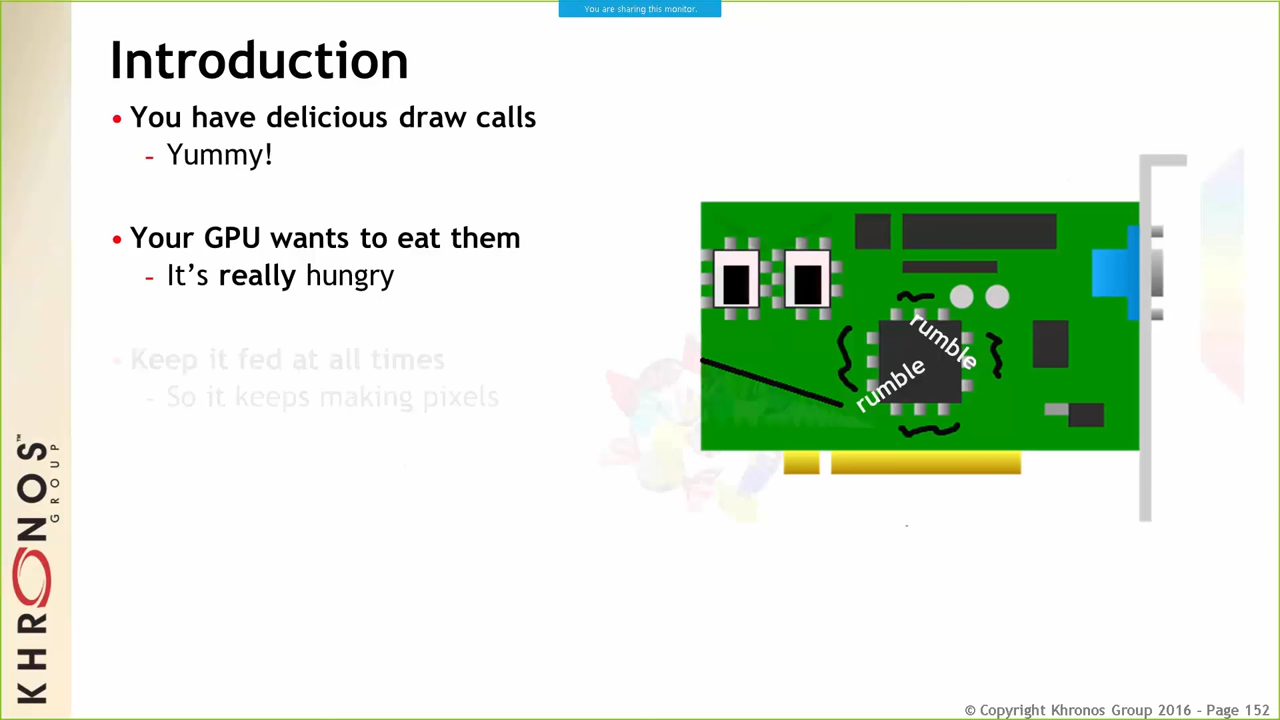 You are sharing this monitor.
Introduction
• You have delicious draw calls
- Yummy!
• Your GPU wants to eat them
- It's really hungry
• Keep it fed at all times
- So it keeps making pixels
rumble
rumble
KHRONOS™
GROUP
© Copyright Khronos Group 2016 - Page 152